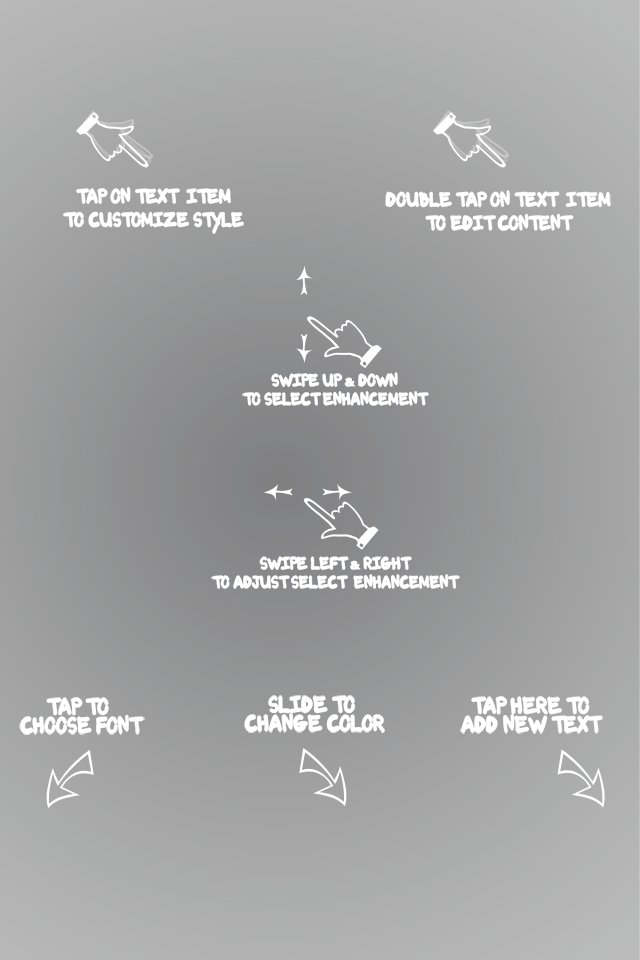 TAP ON TEXT ITEM
TO CUSTOMIZE STYLE
DOUBLE TAP ON TEXT ITEM
TO EDIT CONTENT
SWIPE UP & DOWN
TO SELECT ENHANCEMENT
SWIPE LEFT & RIGHT
TO ADJUST SELECT ENHANCEMENT
TAP TO
CHOOSE FONT
SLIDE TO
CHANGE COLOR
TAP HERE TO
ADD NEW TEXT